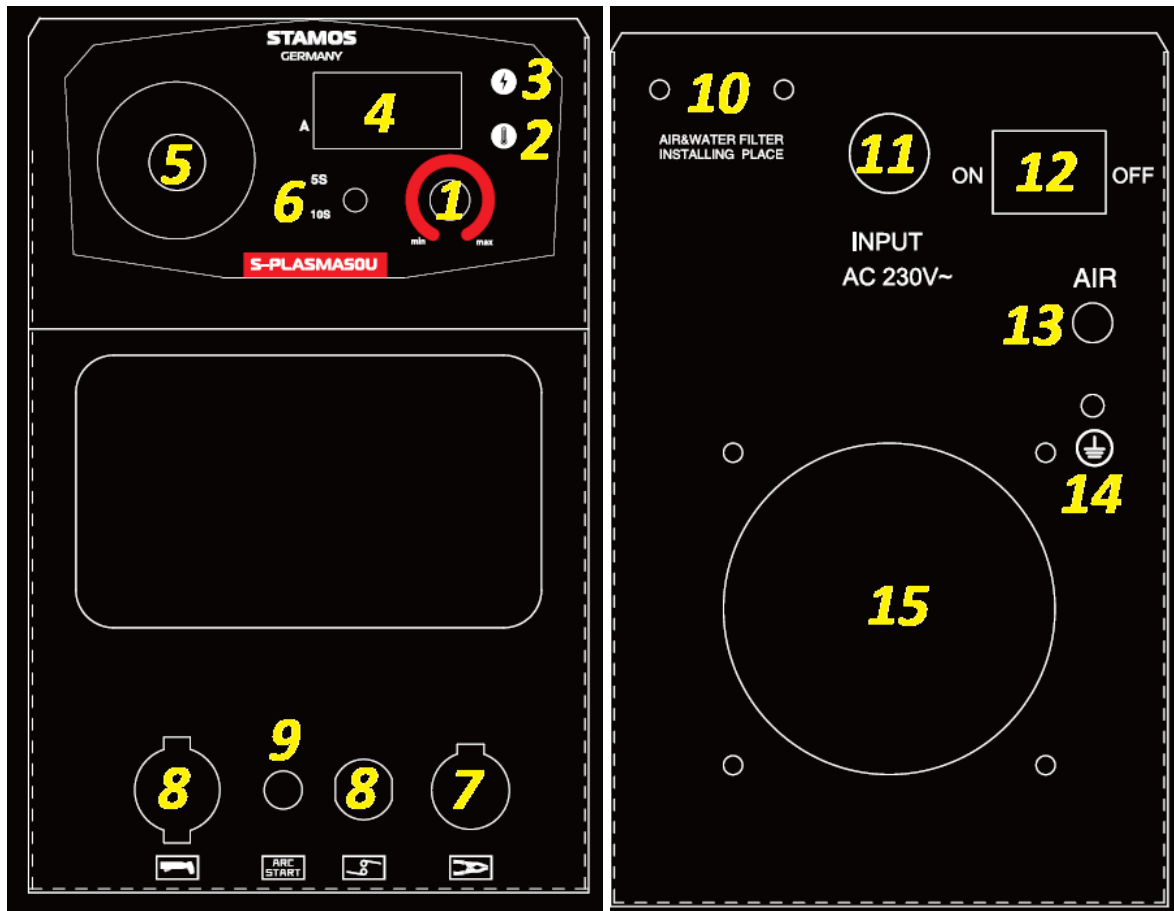 STAMOS
GERMANY
3
4
A
2
5
5S
6
10S
1
min
max
S-PLASMA50U
9
8
8
7
ARC
START
10
AIR&WATER FILTER
INSTALLING PLACE
11
ON
12
OFF
INPUT
AC 230V~
AIR
13
14
15